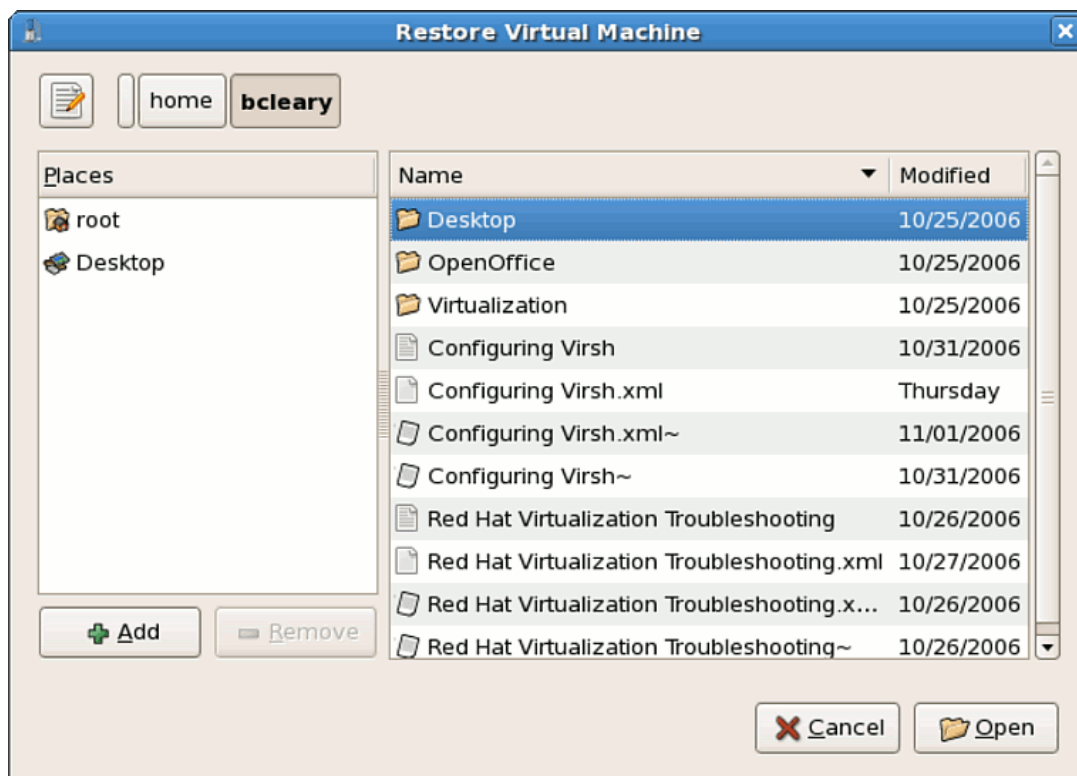 Restore Virtual Machine
home bcleary
Places
root
Desktop
Add Remove
Name Modified
Desktop 10/25/2006
OpenOffice 10/25/2006
Virtualization 10/25/2006
Configuring Virsh 10/31/2006
Configuring Virsh.xml Thursday
Configuring Virsh.xml~ 11/01/2006
Configuring Virsh~ 10/31/2006
Red Hat Virtualization Troubleshooting 10/26/2006
Red Hat Virtualization Troubleshooting.xml 10/27/2006
Red Hat Virtualization Troubleshooting.x... 10/26/2006
Red Hat Virtualization Troubleshooting~ 10/26/2006
Cancel Open